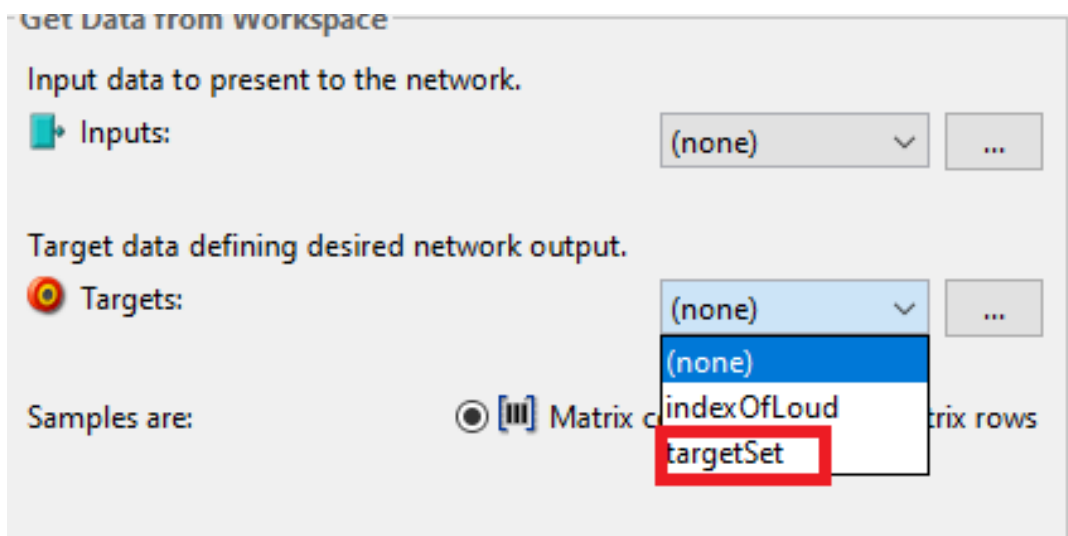 Get Data from Workspace
Input data to present to the network.
Inputs:
(none)
...
Target data defining desired network output.
Targets:
(none)
...
(none)
indexOfLoud
targetSet
Samples are:
Matrix c
trix rows